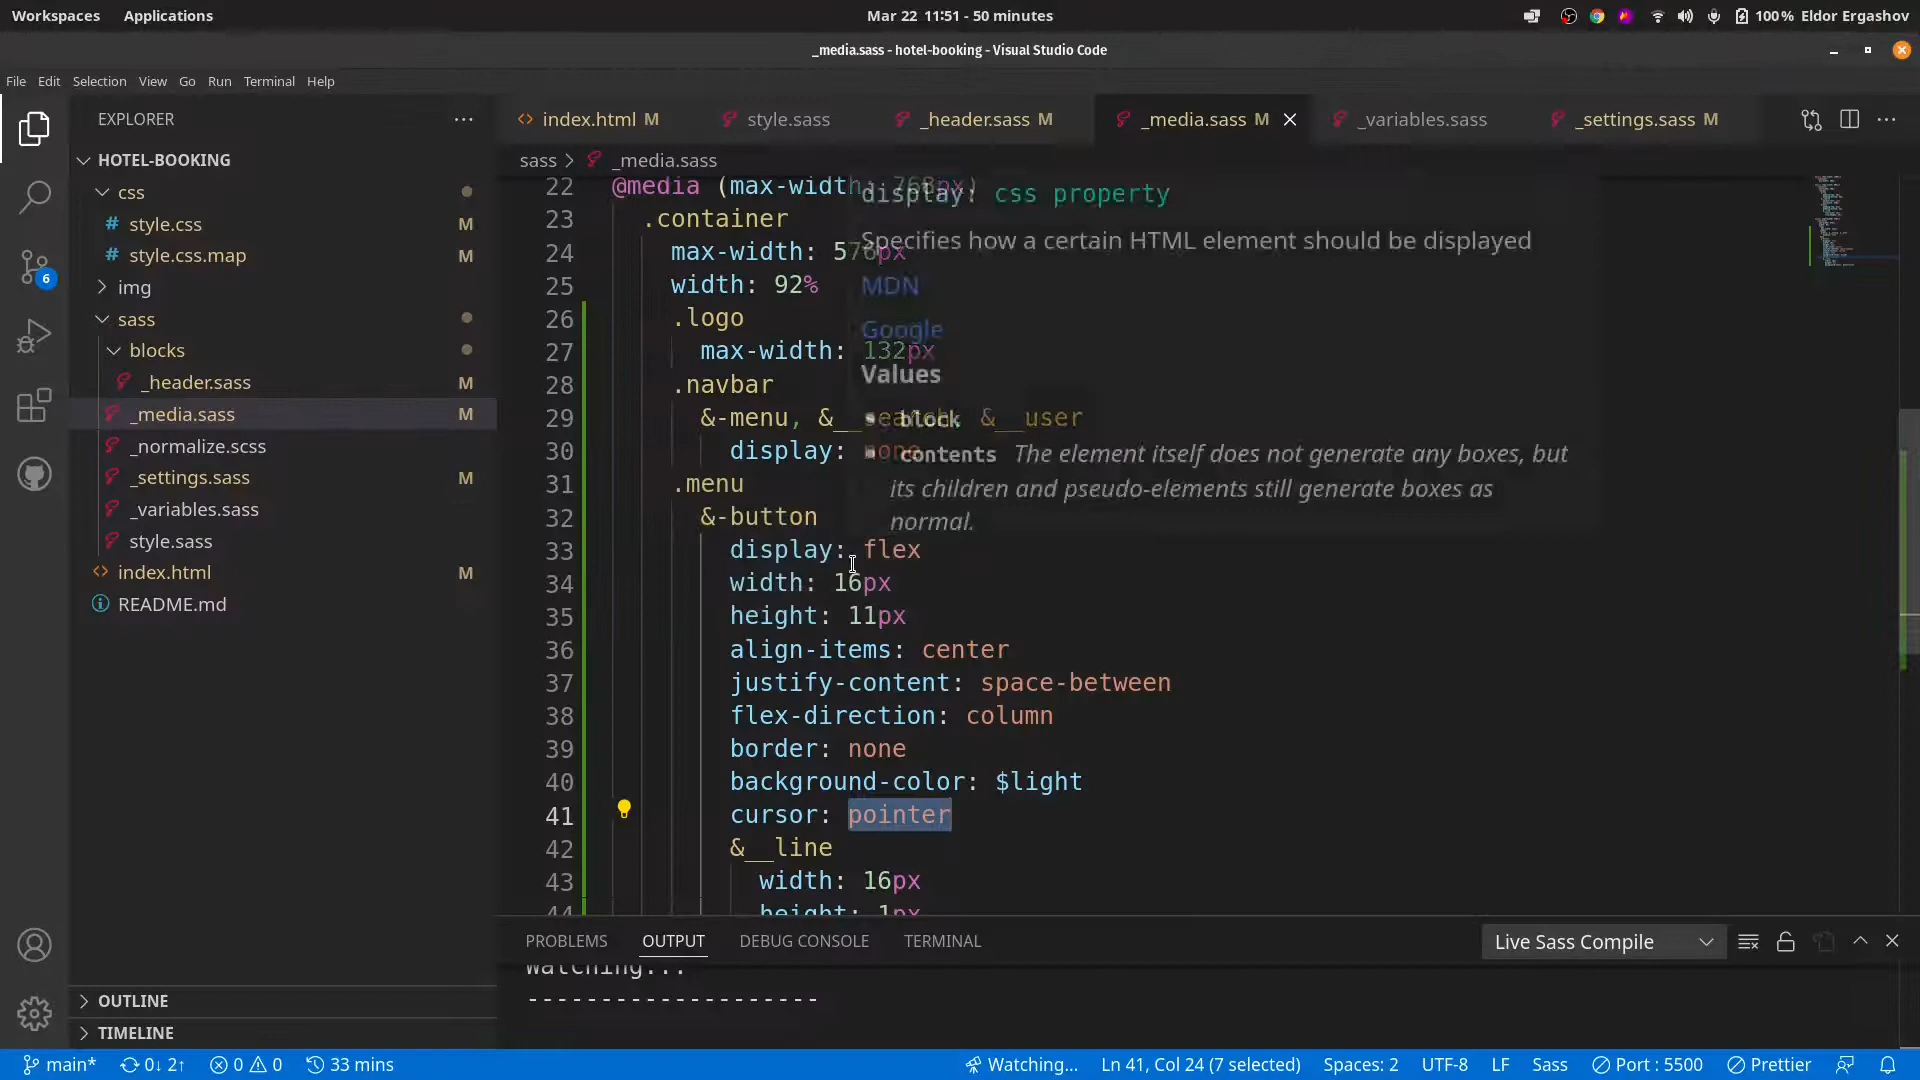 Workspaces Applications Mar 22 11:51 - 50 minutes 100% Eldor Ergashov
_media.sass - hotel-booking - Visual Studio Code
File Edit Selection View Go Run Terminal Help
EXPLORER
HOTEL-BOOKING
css
style.css M
style.css.map M
img
sass
blocks
_header.sass M
_media.sass M
_normalize.scss
_settings.sass M
_variables.sass
style.sass
index.html M
README.md
OUTLINE
TIMELINE
6
index.html M style.sass _header.sass M _media.sass M _variables.sass _settings.sass M
sass > _media.sass
22 @media (max-width: 768px)
23 .container
24 max-width: 576px
25 width: 92%
26 .logo
27 max-width: 132px
28 .navbar
29 &-menu, &__search, &__user
30 display: none
31 .menu
32 &-button
33 display: flex
34 width: 16px
35 height: 11px
36 align-items: center
37 justify-content: space-between
38 flex-direction: column
39 border: none
40 background-color: $light
41 cursor: pointer
42 &__line
43 width: 16px
44 height: 1px
display: css property
Specifies how a certain HTML element should be displayed
MDN
Google
Values
• block
• contents The element itself does not generate any boxes, but
its children and pseudo-elements still generate boxes as
normal.
PROBLEMS OUTPUT DEBUG CONSOLE TERMINAL Live Sass Compile
Watching...
--------------------
main* 0↓ 2↑ 0 0 33 mins Watching... Ln 41, Col 24 (7 selected) Spaces: 2 UTF-8 LF Sass Port : 5500 Prettier